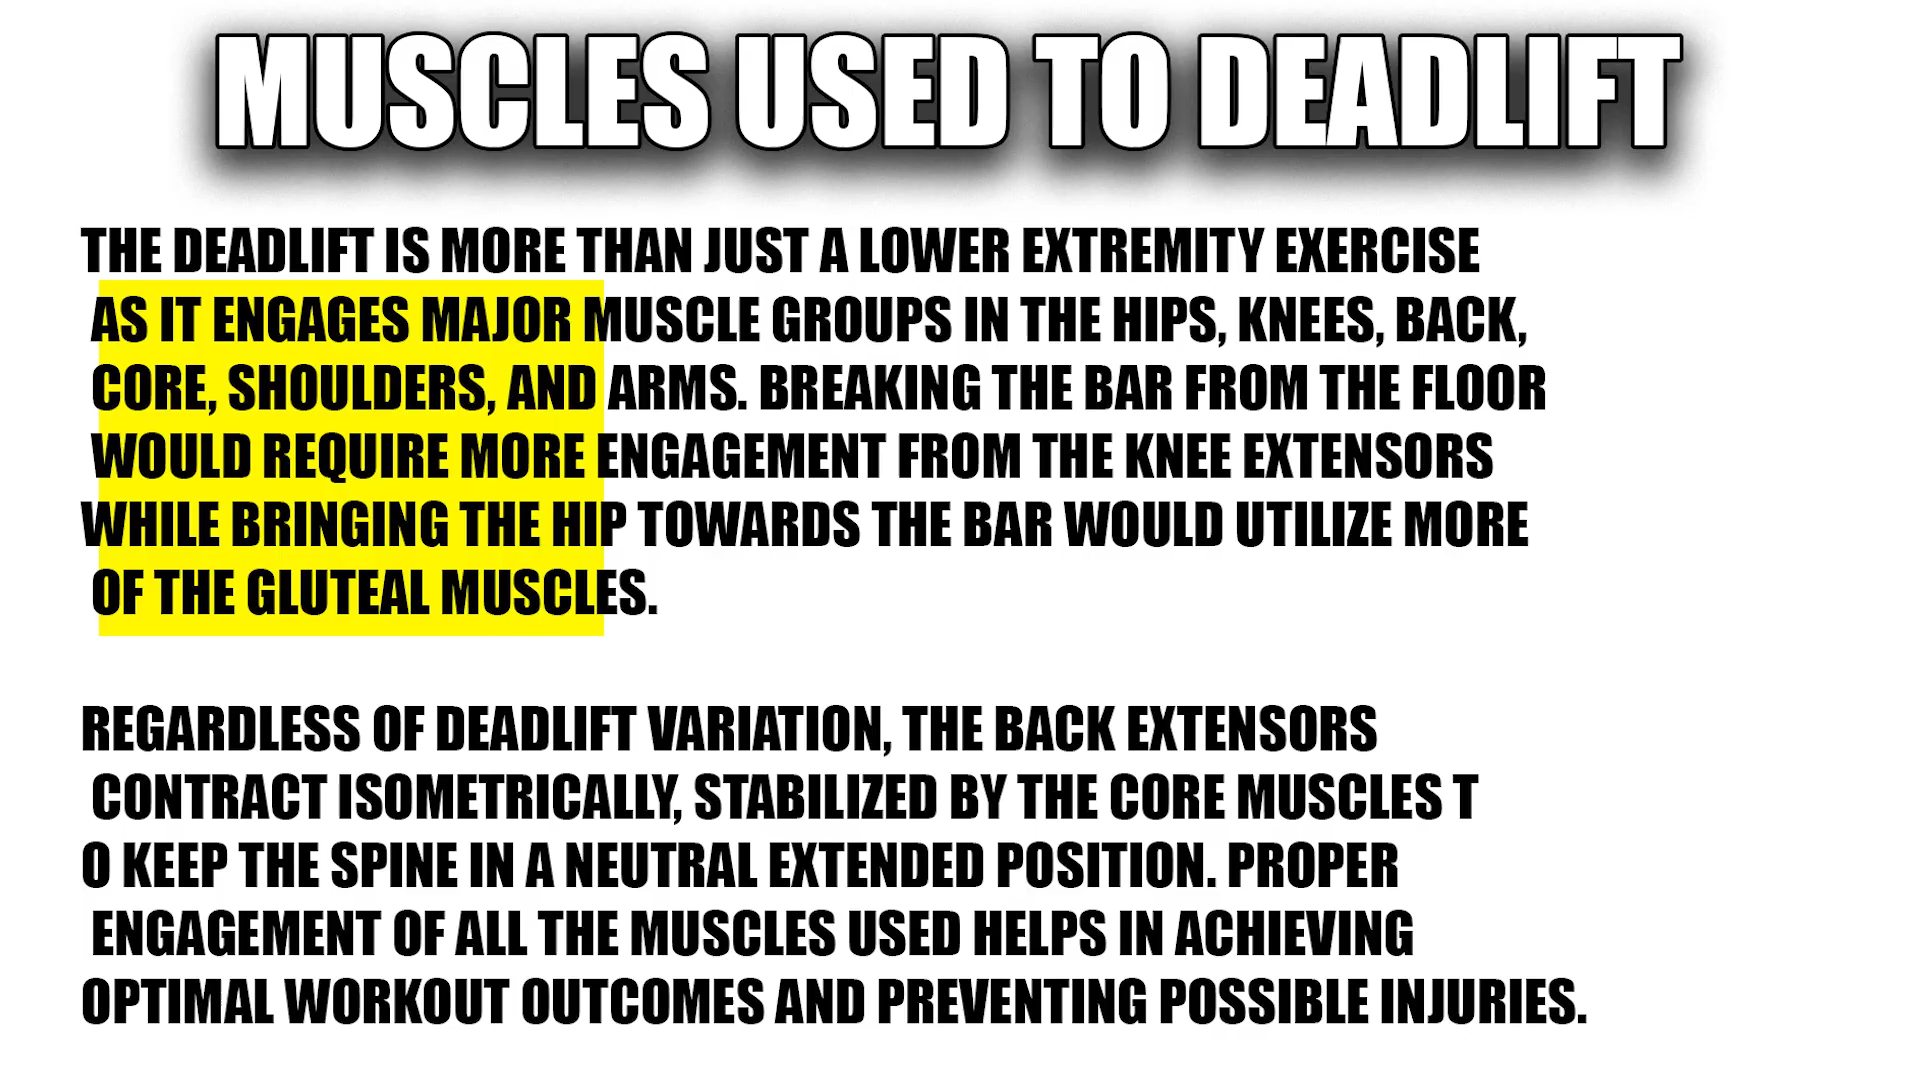 MUSCLES USED TO DEADLIFT
THE DEADLIFT IS MORE THAN JUST A LOWER EXTREMITY EXERCISE
AS IT ENGAGES MAJOR MUSCLE GROUPS IN THE HIPS, KNEES, BACK,
CORE, SHOULDERS, AND ARMS. BREAKING THE BAR FROM THE FLOOR
WOULD REQUIRE MORE ENGAGEMENT FROM THE KNEE EXTENSORS
WHILE BRINGING THE HIP TOWARDS THE BAR WOULD UTILIZE MORE
OF THE GLUTEAL MUSCLES.
REGARDLESS OF DEADLIFT VARIATION, THE BACK EXTENSORS
CONTRACT ISOMETRICALLY, STABILIZED BY THE CORE MUSCLES T
O KEEP THE SPINE IN A NEUTRAL EXTENDED POSITION. PROPER
ENGAGEMENT OF ALL THE MUSCLES USED HELPS IN ACHIEVING
OPTIMAL WORKOUT OUTCOMES AND PREVENTING POSSIBLE INJURIES.